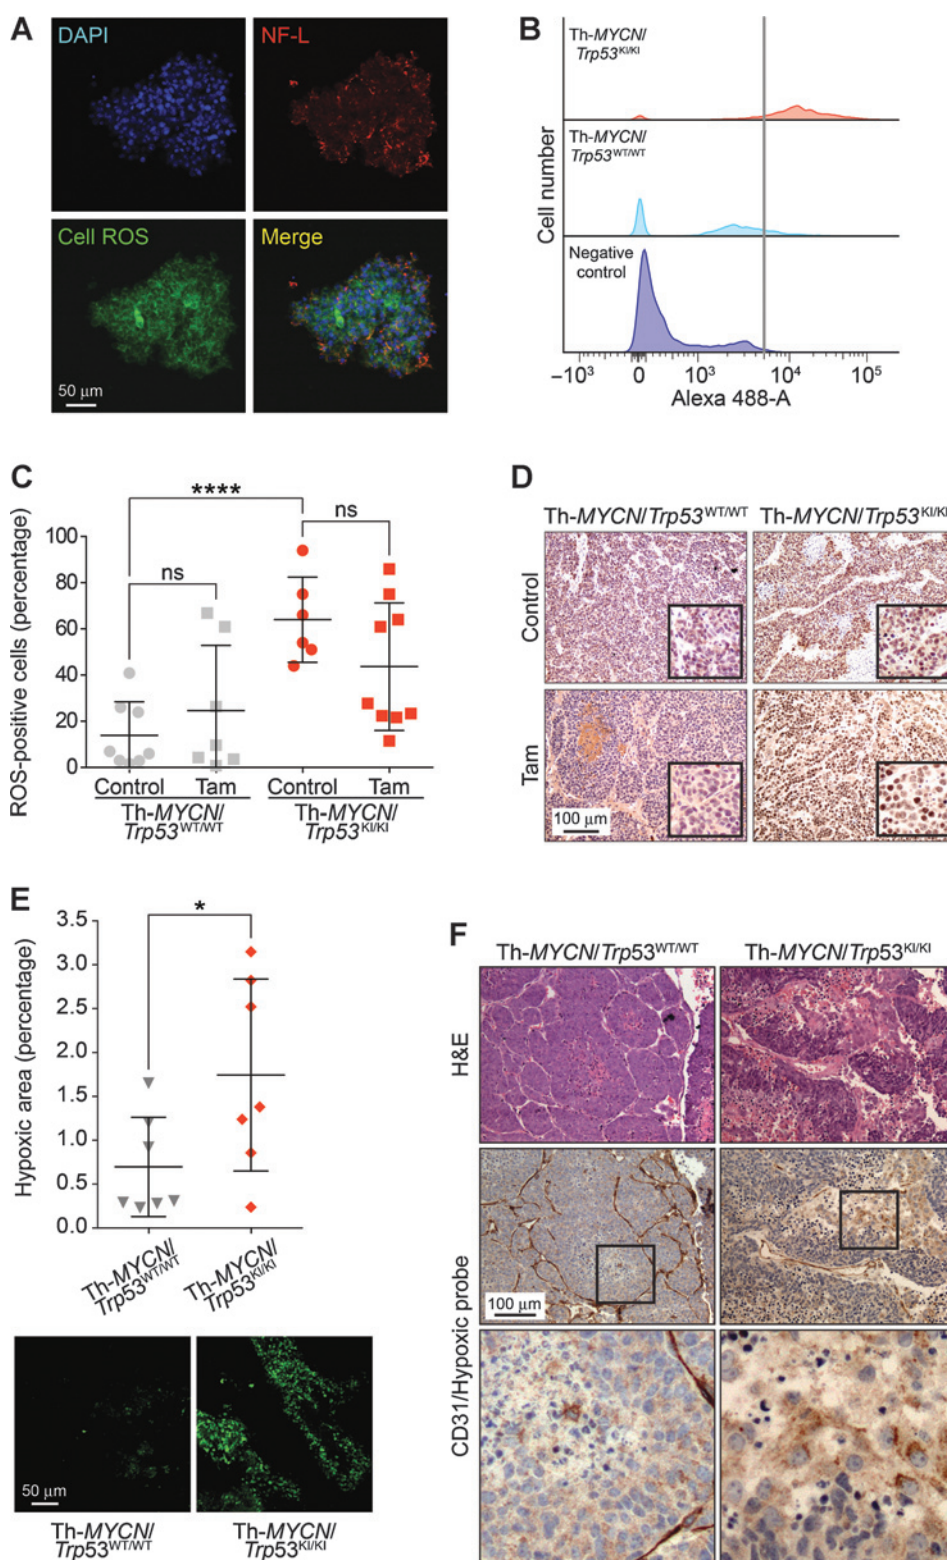 A
DAPI
NF-L
Cell ROS
Merge
50 μm
B
Th-MYCN/
Trp53KI/KI
Th-MYCN/
Trp53WT/WT
Negative
control
Cell number
−10³ 0 10³ 10⁴ 10⁵
Alexa 488-A
C
****
ns
ns
ROS-positive cells (percentage)
100
80
60
40
20
0
Control Tam Control Tam
Th-MYCN/
Trp53WT/WT
Th-MYCN/
Trp53KI/KI
D
Th-MYCN/Trp53WT/WT Th-MYCN/Trp53KI/KI
Control
Tam
100 μm
E
*
Hypoxic area (percentage)
3.5
3.0
2.5
2.0
1.5
1.0
0.5
0.0
Th-MYCN/
Trp53WT/WT
Th-MYCN/
Trp53KI/KI
50 μm
Th-MYCN/
Trp53WT/WT
Th-MYCN/
Trp53KI/KI
F
Th-MYCN/Trp53WT/WT Th-MYCN/Trp53KI/KI
H&E
CD31/Hypoxic probe
100 μm